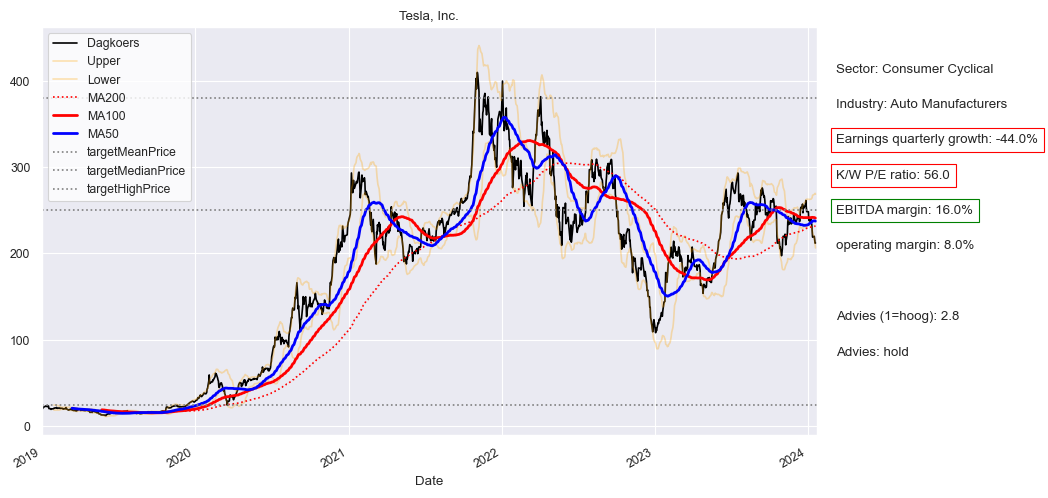 Tesla, Inc.
Dagkoers
Upper
Lower
MA200
MA100
MA50
targetMeanPrice
targetMedianPrice
targetHighPrice
400
300
200
100
0
2019
2020
2021
2022
2023
2024
Date
Sector: Consumer Cyclical
Industry: Auto Manufacturers
Earnings quarterly growth: -44.0%
K/W P/E ratio: 56.0
EBITDA margin: 16.0%
operating margin: 8.0%
Advies (1=hoog): 2.8
Advies: hold